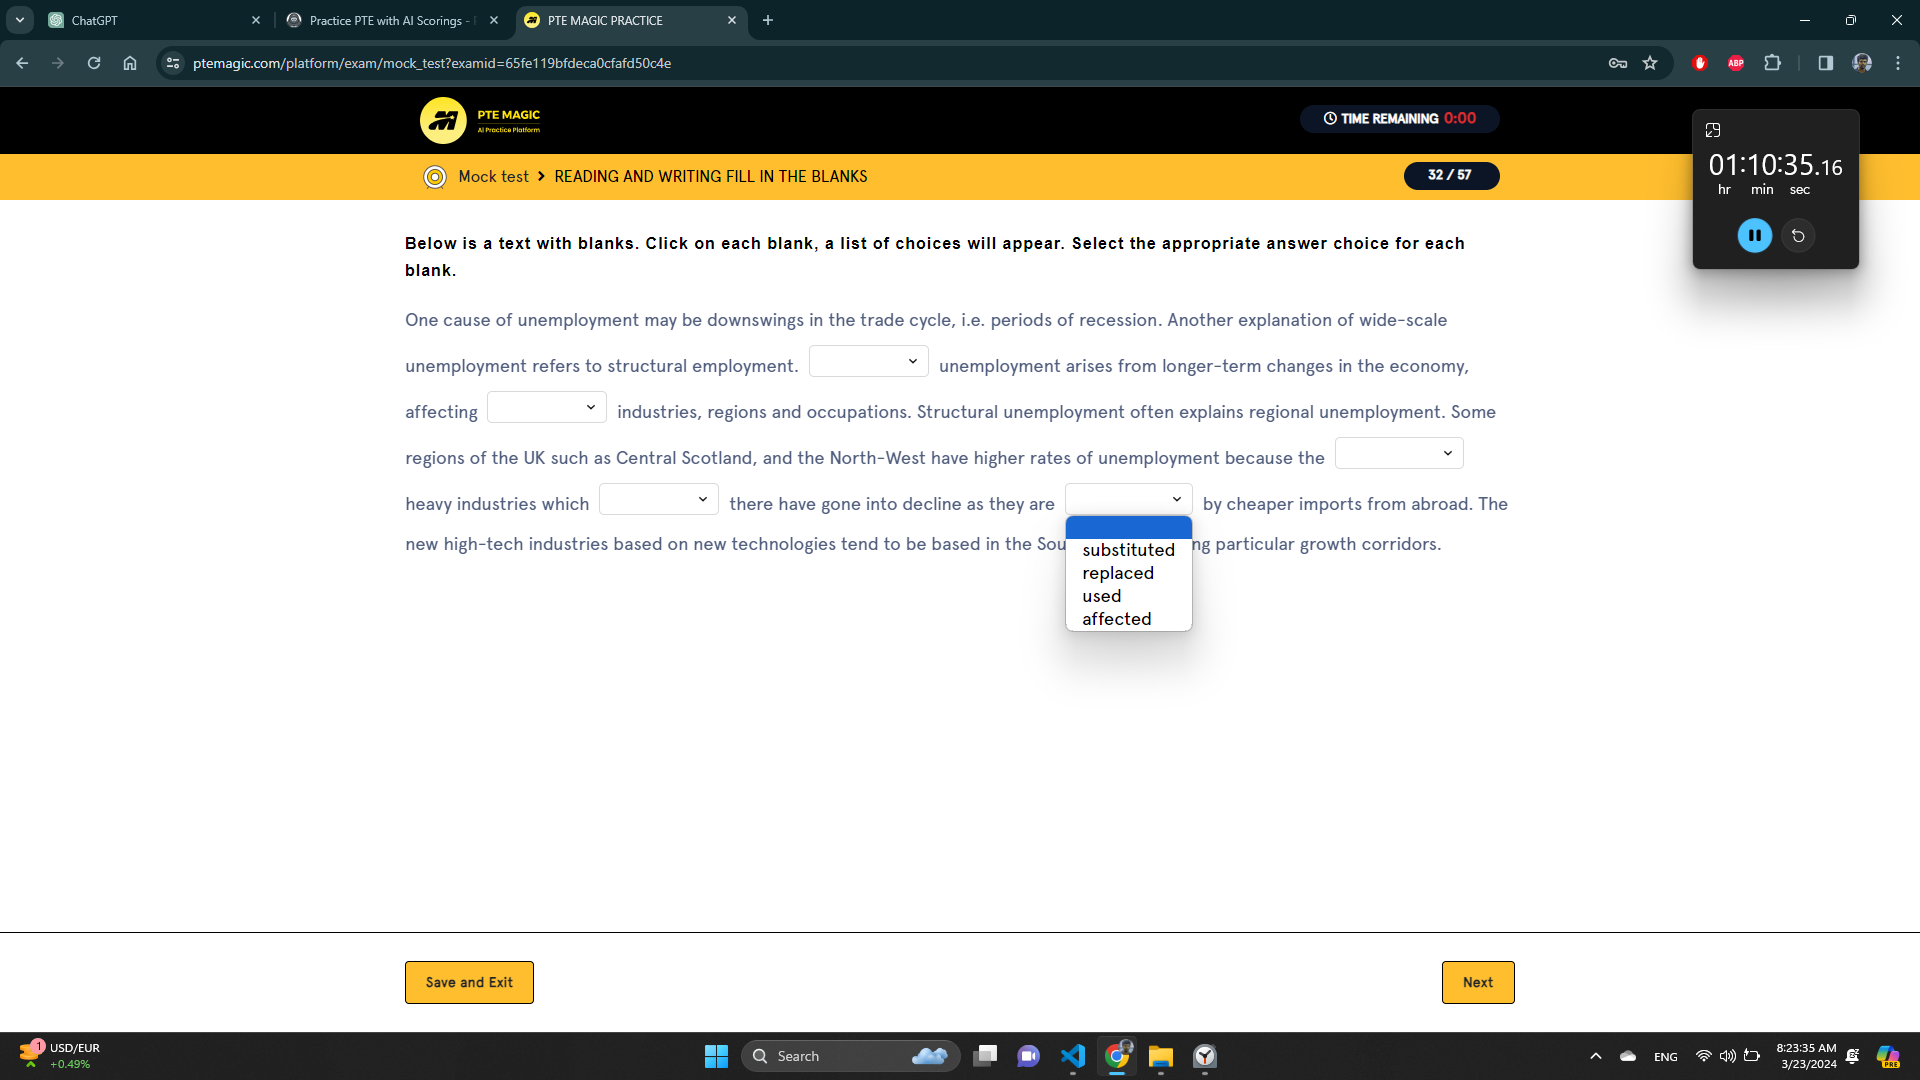 ChatGPT
Practice PTE with AI Scorings -
PTE MAGIC PRACTICE
ptemagic.com/platform/exam/mock_test?examid=65fe119bfdeca0cfafd50c4e
ABP
PTE MAGIC
AI Practice Platform
TIME REMAINING 0:00
01:10:35.16
hr min sec
Mock test > READING AND WRITING FILL IN THE BLANKS
32 / 57
Below is a text with blanks. Click on each blank, a list of choices will appear. Select the appropriate answer choice for each
blank.
One cause of unemployment may be downswings in the trade cycle, i.e. periods of recession. Another explanation of wide-scale
unemployment refers to structural employment. unemployment arises from longer-term changes in the economy,
affecting industries, regions and occupations. Structural unemployment often explains regional unemployment. Some
regions of the UK such as Central Scotland, and the North-West have higher rates of unemployment because the
heavy industries which there have gone into decline as they are by cheaper imports from abroad. The
new high-tech industries based on new technologies tend to be based in the Sou ng particular growth corridors.
substituted
replaced
used
affected
Save and Exit
Next
1
USD/EUR
+0.49%
Search
ENG
8:23:35 AM
3/23/2024
PRE